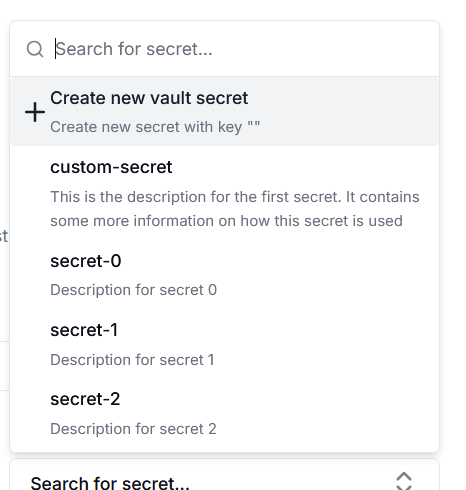 Search for secret...
Create new vault secret
Create new secret with key ""
custom-secret
This is the description for the first secret. It contains
some more information on how this secret is used
st
secret-0
Description for secret 0
secret-1
Description for secret 1
secret-2
Description for secret 2
Search for secret...